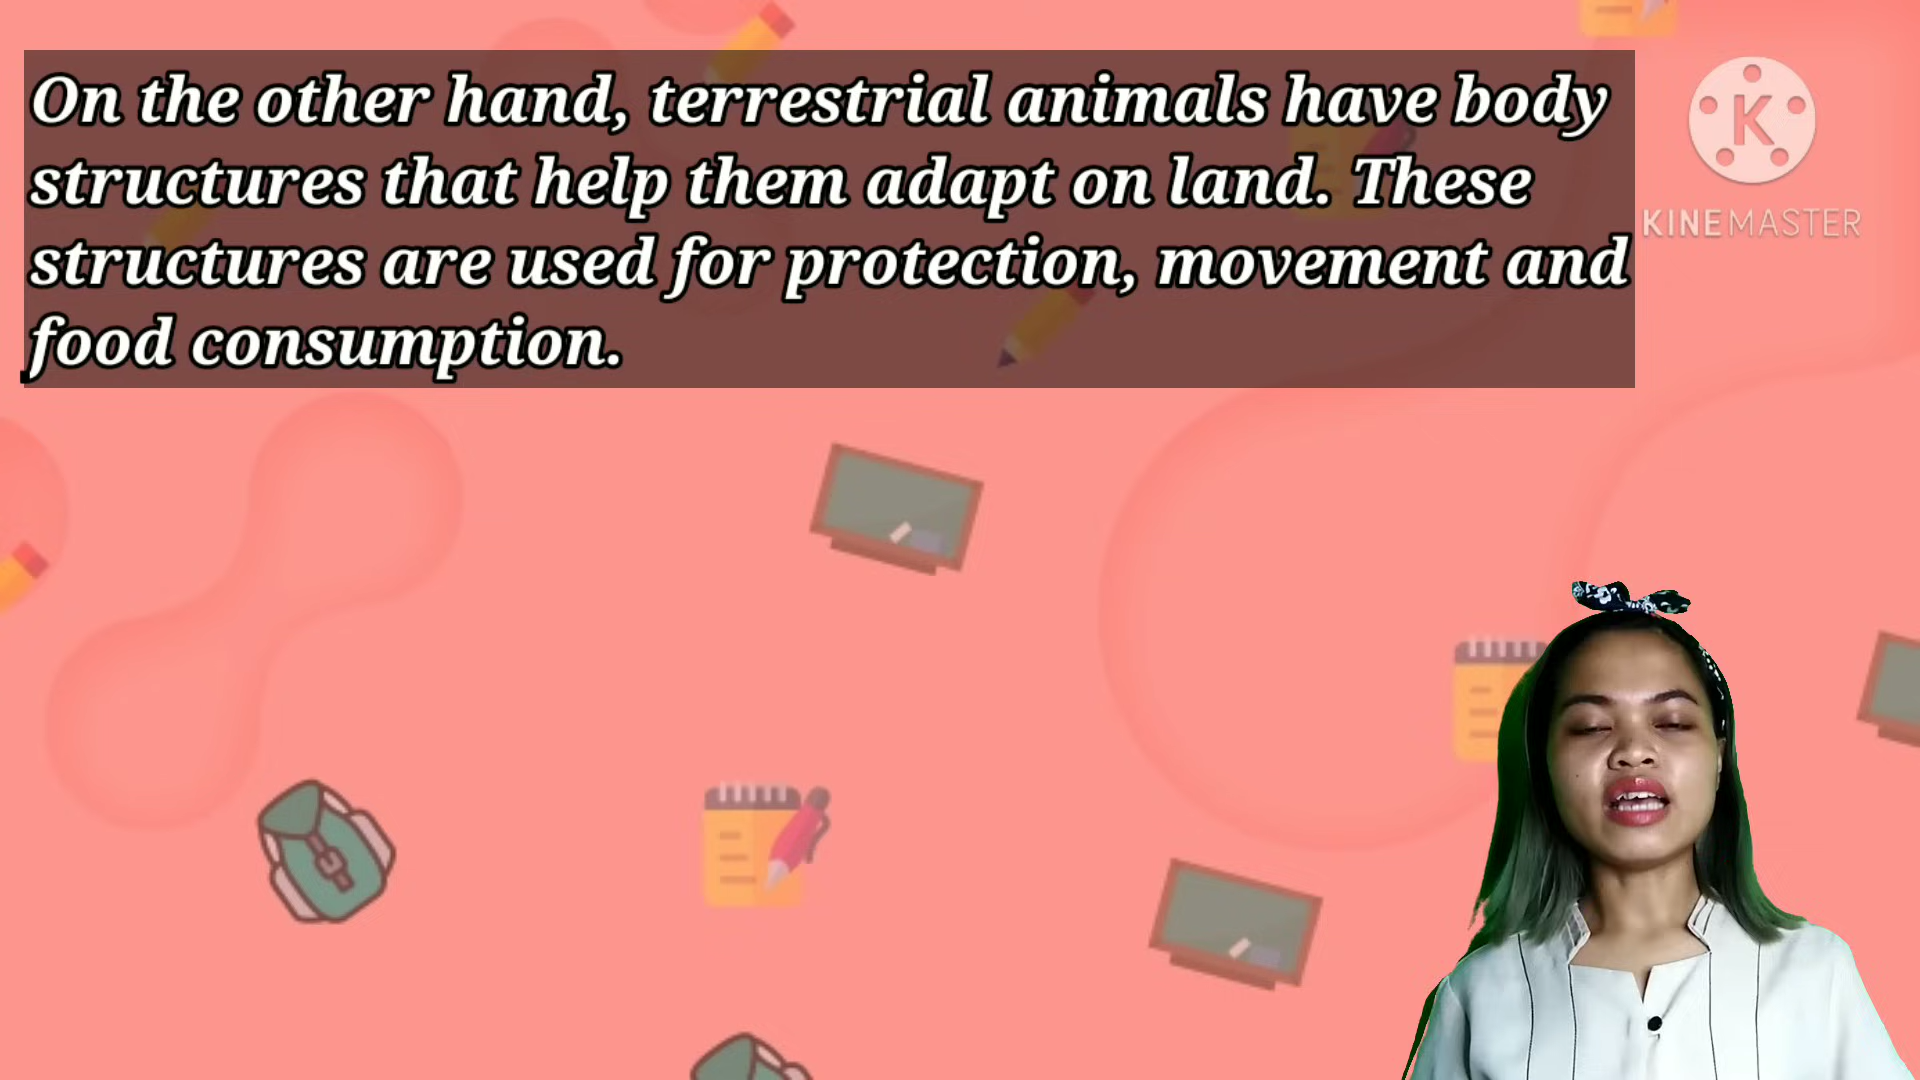 On the other hand, terrestrial animals have body
structures that help them adapt on land. These
structures are used for protection, movement and
food consumption.
K
KINEMASTER